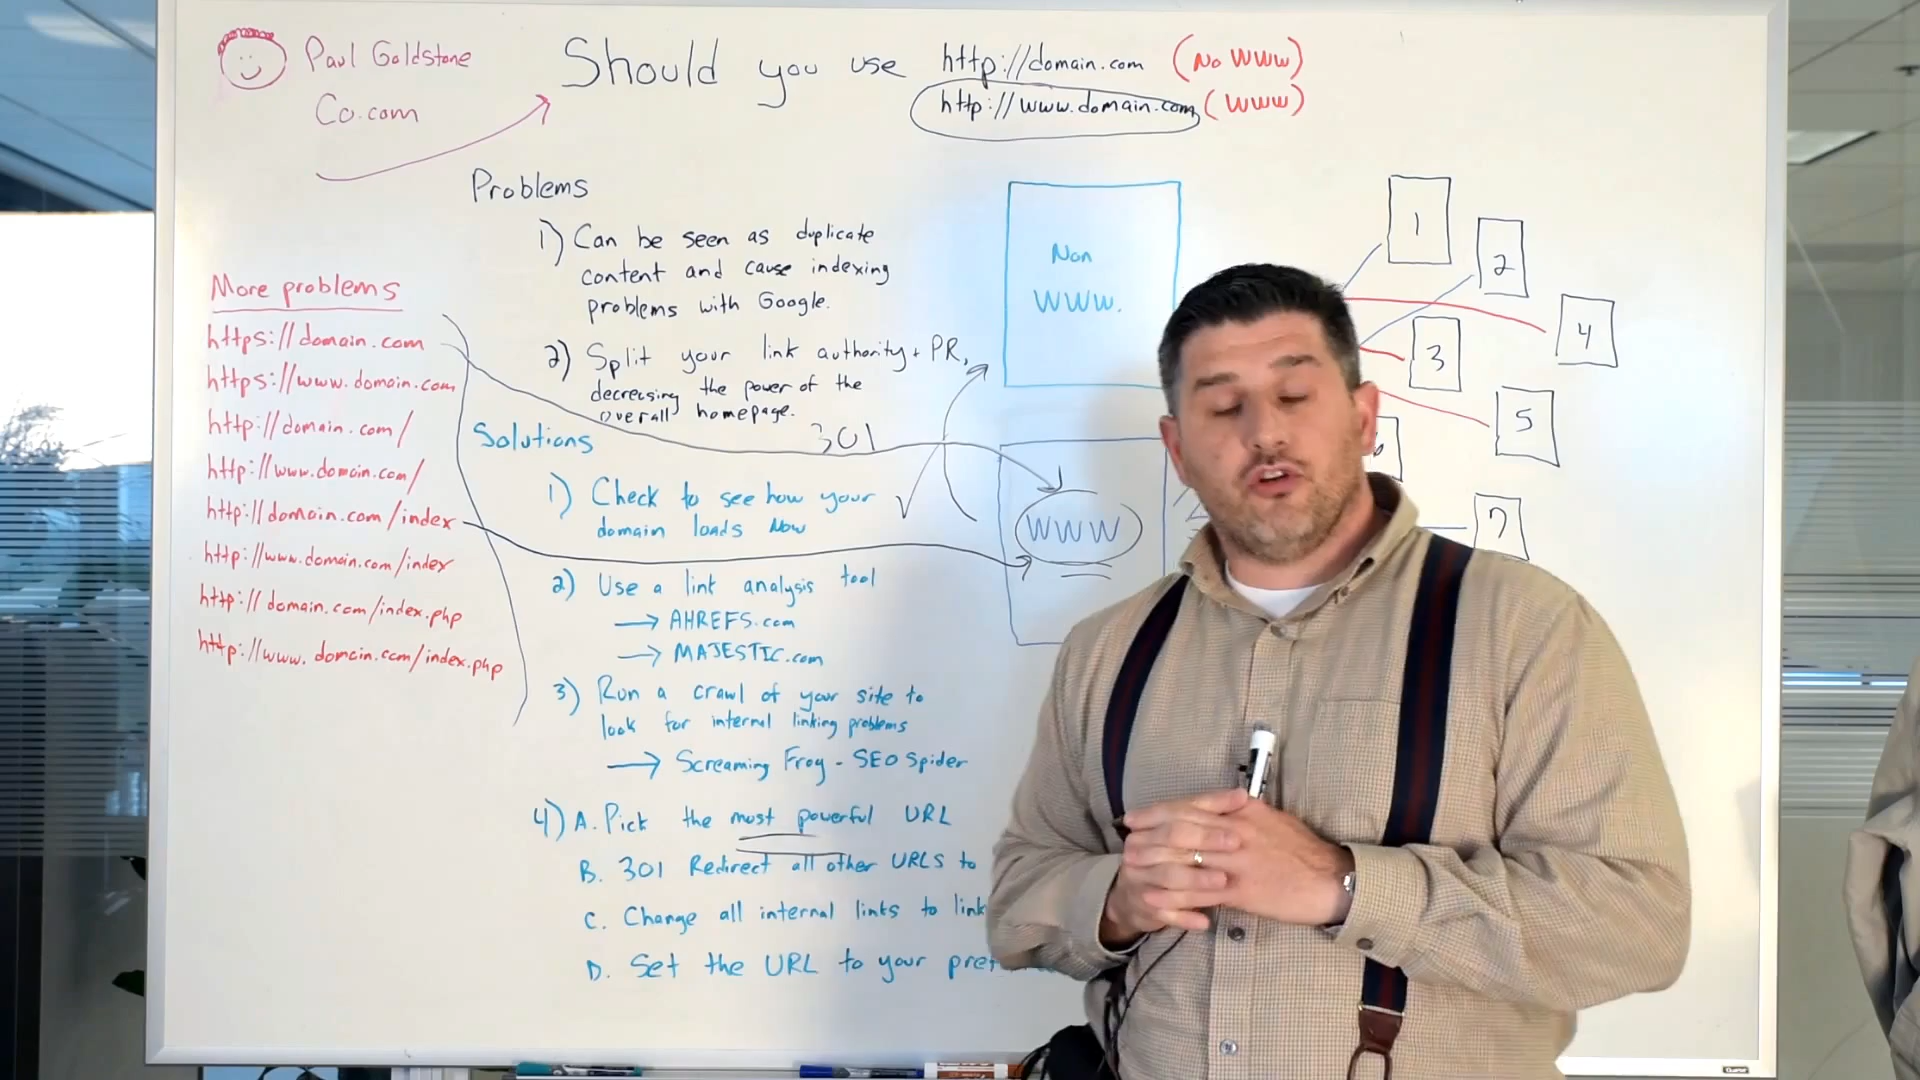 Paul Goldstone
Co.com
Should you use http://domain.com (No WWW)
http://www.domain.com (WWW)
Problems
1) Can be seen as duplicate
content and cause indexing
problems with Google.
2) Split your link authority + PR,
decreasing the power of the
overall homepage.
More problems
https://domain.com
https://www.domain.com
http://domain.com/
http://www.domain.com/
http://domain.com/index
http://www.domain.com/index
http://domain.com/index.php
http://www.domain.com/index.php
Solutions
301
1) Check to see how your
domain loads Now
2) Use a link analysis tool
→ AHREFS.com
→ MAJESTIC.com
3) Run a crawl of your site to
look for internal linking problems
→ Screaming Frog - SEO Spider
4) A. Pick the most powerful URL
B. 301 Redirect all other URLS to
C. Change all internal links to link
D. Set the URL to your
Non
WWW.
WWW
1
2
3
4
5
6
7